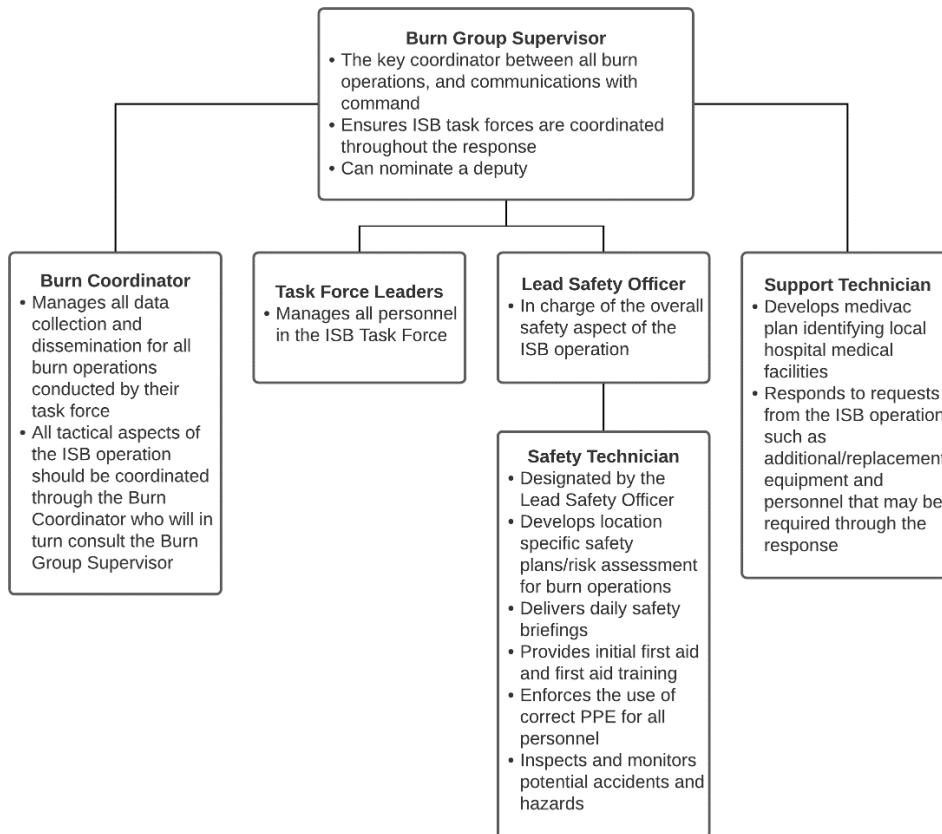 Burn Group Supervisor
• The key coordinator between all burn
operations, and communications with
command
• Ensures ISB task forces are coordinated
throughout the response
• Can nominate a deputy
Burn Coordinator
• Manages all data
collection and
dissemination for all
burn operations
conducted by their
task force
• All tactical aspects of
the ISB operation
should be coordinated
through the Burn
Coordinator who will in
turn consult the Burn
Group Supervisor
Task Force Leaders
• Manages all personnel
in the ISB Task Force
Lead Safety Officer
• In charge of the overall
safety aspect of the
ISB operation
Safety Technician
• Designated by the
Lead Safety Officer
• Develops location
specific safety
plans/risk assessment
for burn operations
• Delivers daily safety
briefings
• Provides initial first aid
and first aid training
• Enforces the use of
correct PPE for all
personnel
• Inspects and monitors
potential accidents and
hazards
Support Technician
• Develops medivac
plan identifying local
hospital medical
facilities
• Responds to requests
from the ISB operation
such as
additional/replacement
equipment and
personnel that may be
required through the
response